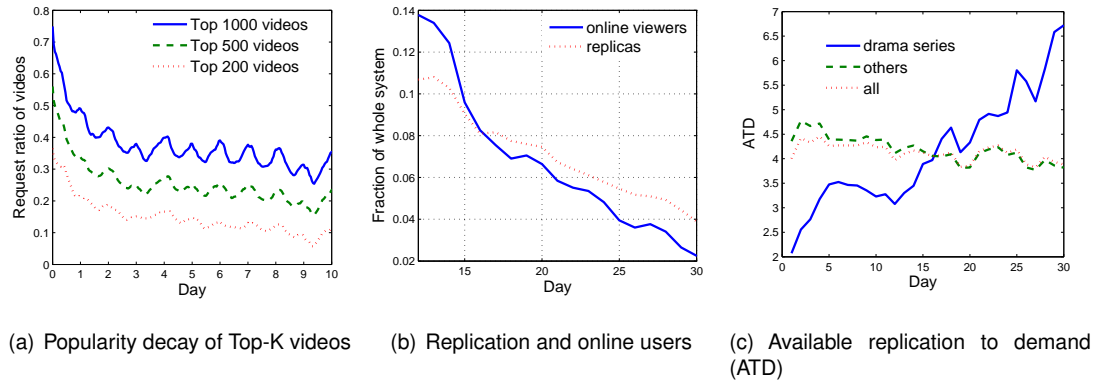 Request ratio of videos
0.8
0.7
0.6
0.5
0.4
0.3
0.2
0.1
0
Top 1000 videos
Top 500 videos
Top 200 videos
0 1 2 3 4 5 6 7 8 9 10
Day
(a) Popularity decay of Top-K videos
Fraction of whole system
0.14
0.12
0.1
0.08
0.06
0.04
0.02
online viewers
replicas
15 20 25 30
Day
(b) Replication and online users
ATD
7
6.5
6
5.5
5
4.5
4
3.5
3
2.5
2
drama series
others
all
0 5 10 15 20 25 30
Day
(c) Available replication to demand
(ATD)